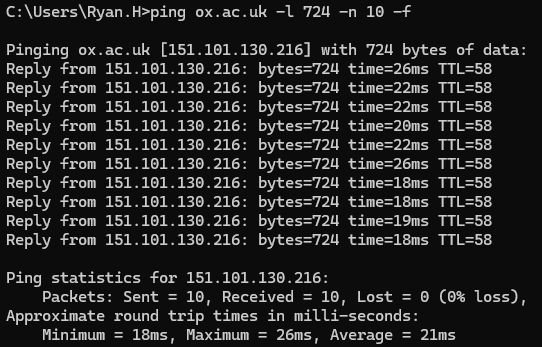 C:\Users\Ryan.H>ping ox.ac.uk -l 724 -n 10 -f
Pinging ox.ac.uk [151.101.130.216] with 724 bytes of data:
Reply from 151.101.130.216: bytes=724 time=26ms TTL=58
Reply from 151.101.130.216: bytes=724 time=22ms TTL=58
Reply from 151.101.130.216: bytes=724 time=22ms TTL=58
Reply from 151.101.130.216: bytes=724 time=20ms TTL=58
Reply from 151.101.130.216: bytes=724 time=22ms TTL=58
Reply from 151.101.130.216: bytes=724 time=26ms TTL=58
Reply from 151.101.130.216: bytes=724 time=18ms TTL=58
Reply from 151.101.130.216: bytes=724 time=18ms TTL=58
Reply from 151.101.130.216: bytes=724 time=19ms TTL=58
Reply from 151.101.130.216: bytes=724 time=18ms TTL=58
Ping statistics for 151.101.130.216:
    Packets: Sent = 10, Received = 10, Lost = 0 (0% loss),
Approximate round trip times in milli-seconds:
    Minimum = 18ms, Maximum = 26ms, Average = 21ms